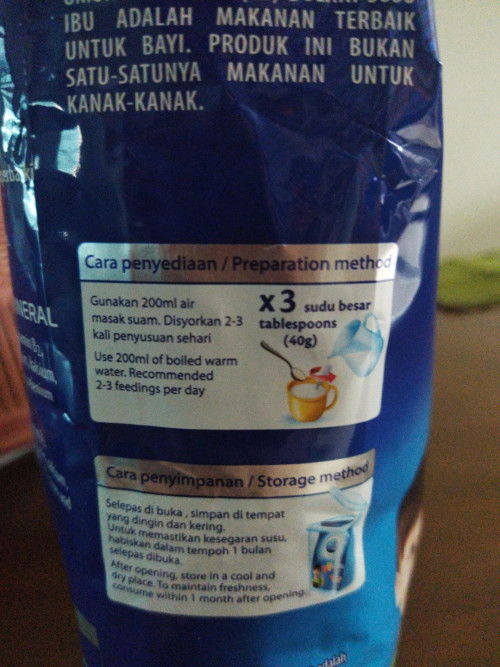 IBU ADALAH MAKANAN TERBAIK
UNTUK BAYI. PRODUK INI BUKAN
SATU-SATUNYA MAKANAN UNTUK
KANAK-KANAK.
Cara penyediaan / Preparation method
Gunakan 200ml air
masak suam. Disyorkan 2-3
kali penyusuan sehari
Use 200ml of boiled warm
water. Recommended
2-3 feedings per day
x3 sudu besar
tablespoons
(40g)
Cara penyimpanan / Storage method
Selepas di buka , simpan di tempat
yang dingin dan kering.
Untuk memastikan kesegaran susu,
habiskan dalam tempoh 1 bulan
selepas dibuka.
After opening, store in a cool and
dry place. To maintain freshness,
consume within 1 month after opening.